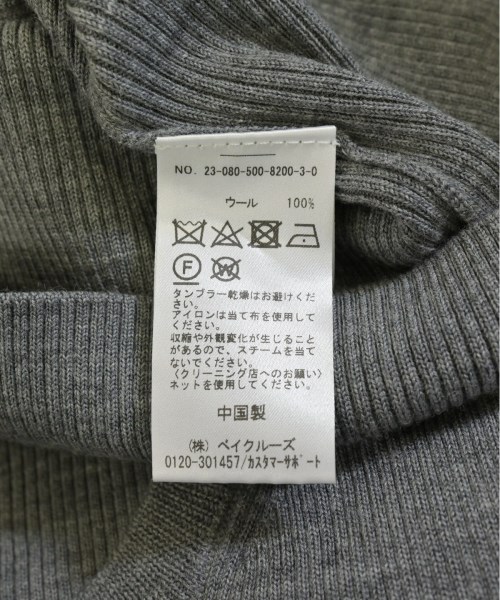 NO. 23-080-500-8200-3-0
ウール 100%
F
W
タンブラー乾燥はお避けくだ
さい。
アイロンは当て布を使用してく
ださい。
収縮や外観変化が生じること
があるので、スチームを当て
ないでください。
〈クリーニング店へのお願い〉
ネットを使用してください。
中国製
(株) ベイクルーズ
0120-301457/カスタマーサポート